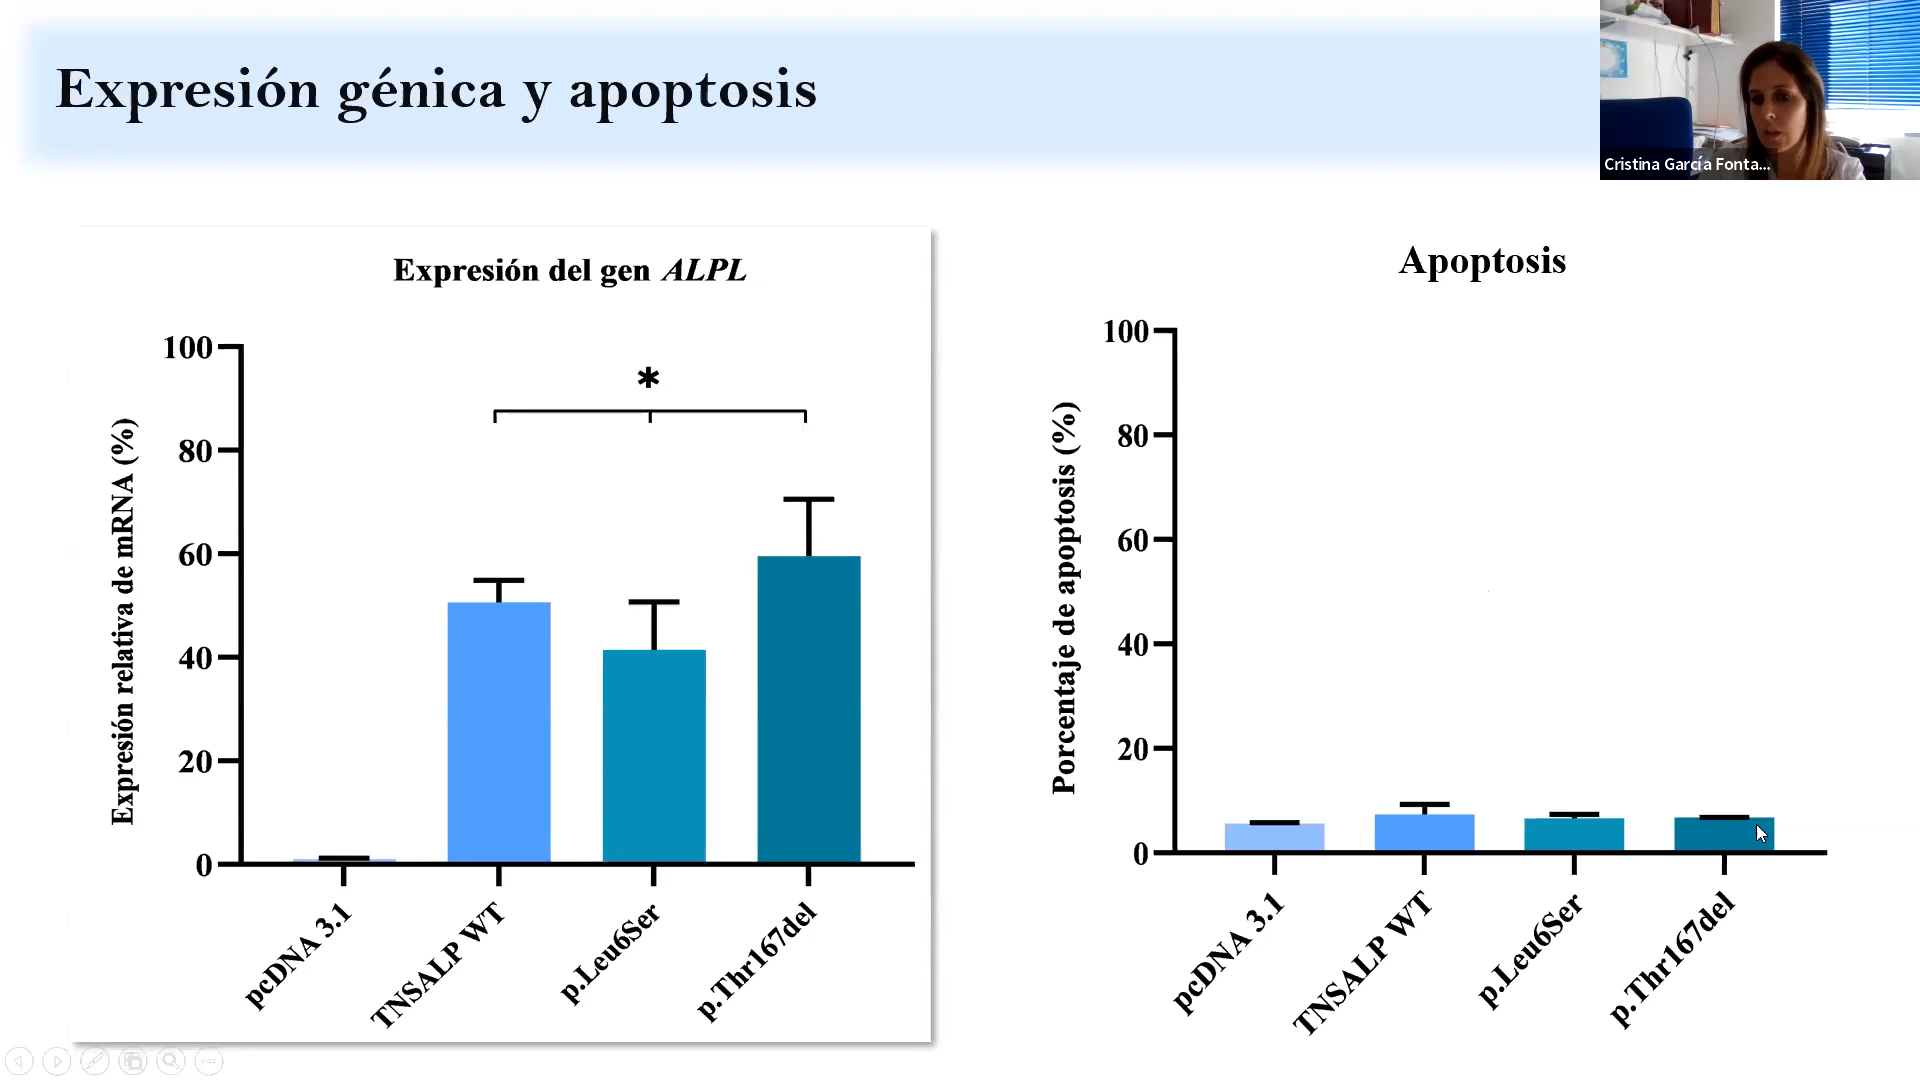 Expresión génica y apoptosis
Cristina García Fonta...
Expresión del gen ALPL
Expresión relativa de mRNA (%)
100
80
60
40
20
0
*
pcDNA 3.1
TNSALP WT
p.Leu6Ser
p.Thr167del
Apoptosis
Porcentaje de apoptosis (%)
100
80
60
40
20
0
pcDNA 3.1
TNSALP WT
p.Leu6Ser
p.Thr167del